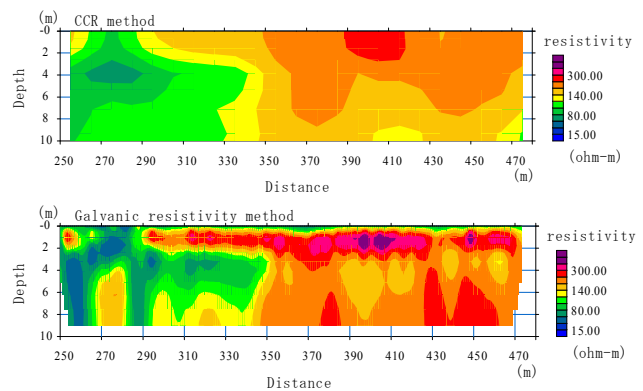 (m) CCR method
-0
2
4
6
8
10
Depth
250 270 290 310 330 350 370 390 410 430 450 470
(m)
Distance
resistivity
300.00
140.00
80.00
15.00
(ohm-m)
(m) Galvanic resistivity method
-0
2
4
6
8
10
Depth
250 270 290 310 330 350 370 390 410 430 450 470
(m)
Distance
resistivity
300.00
140.00
80.00
15.00
(ohm-m)